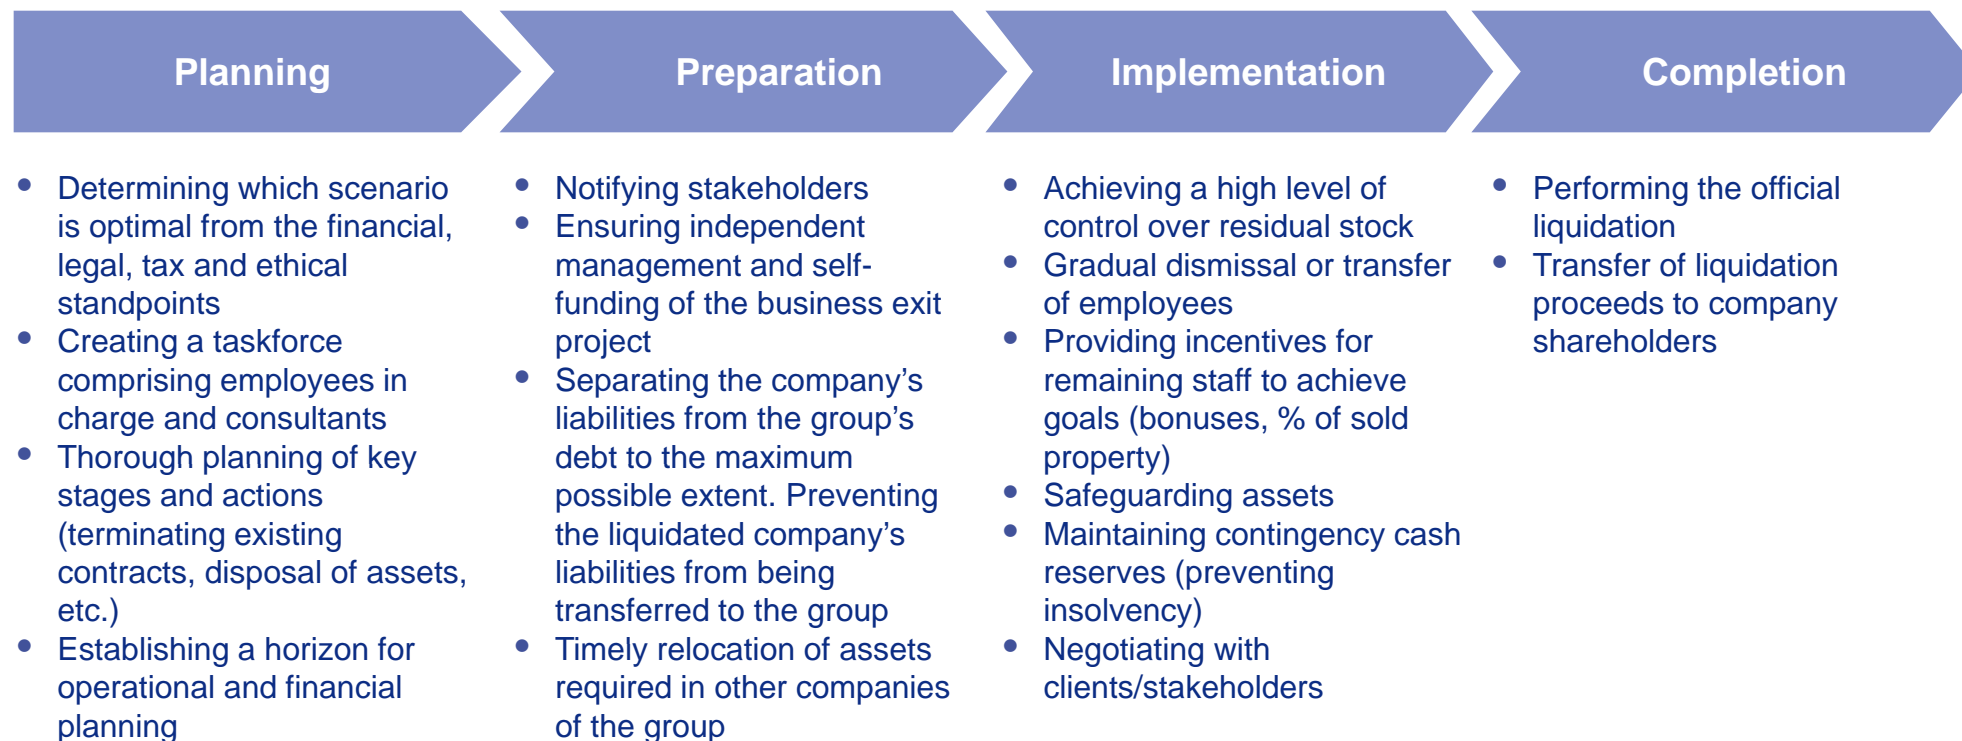 Planning
Preparation
Implementation
Completion
• Determining which scenario
is optimal from the financial,
legal, tax and ethical
standpoints
• Creating a taskforce
comprising employees in
charge and consultants
• Thorough planning of key
stages and actions
(terminating existing
contracts, disposal of assets,
etc.)
• Establishing a horizon for
operational and financial
planning
• Notifying stakeholders
• Ensuring independent
management and self-
funding of the business exit
project
• Separating the company’s
liabilities from the group’s
debt to the maximum
possible extent. Preventing
the liquidated company’s
liabilities from being
transferred to the group
• Timely relocation of assets
required in other companies
of the group
• Achieving a high level of
control over residual stock
• Gradual dismissal or transfer
of employees
• Providing incentives for
remaining staff to achieve
goals (bonuses, % of sold
property)
• Safeguarding assets
• Maintaining contingency cash
reserves (preventing
insolvency)
• Negotiating with
clients/stakeholders
• Performing the official
liquidation
• Transfer of liquidation
proceeds to company
shareholders